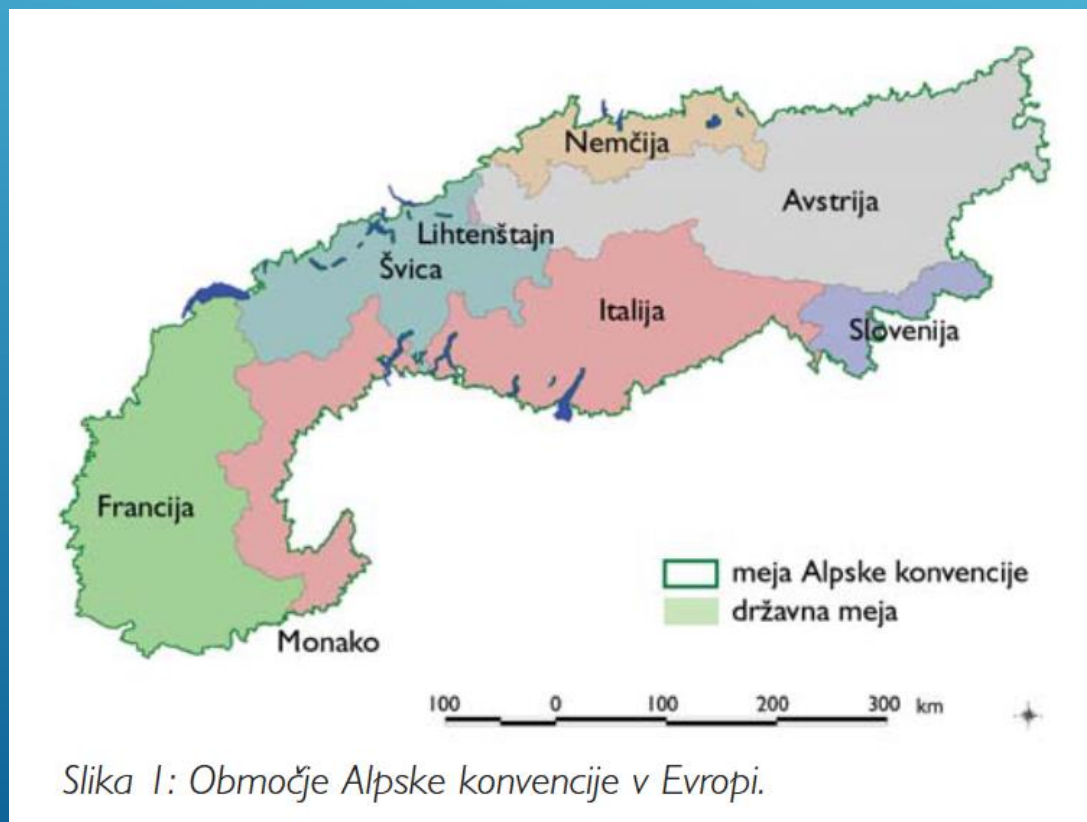 Nemčija
Avstrija
Lihtenštajn
Švica
Italija
Slovenija
Francija
Monako
meja Alpske konvencije
državna meja
100 0 100 200 300 km
Slika 1: Območje Alpske konvencije v Evropi.